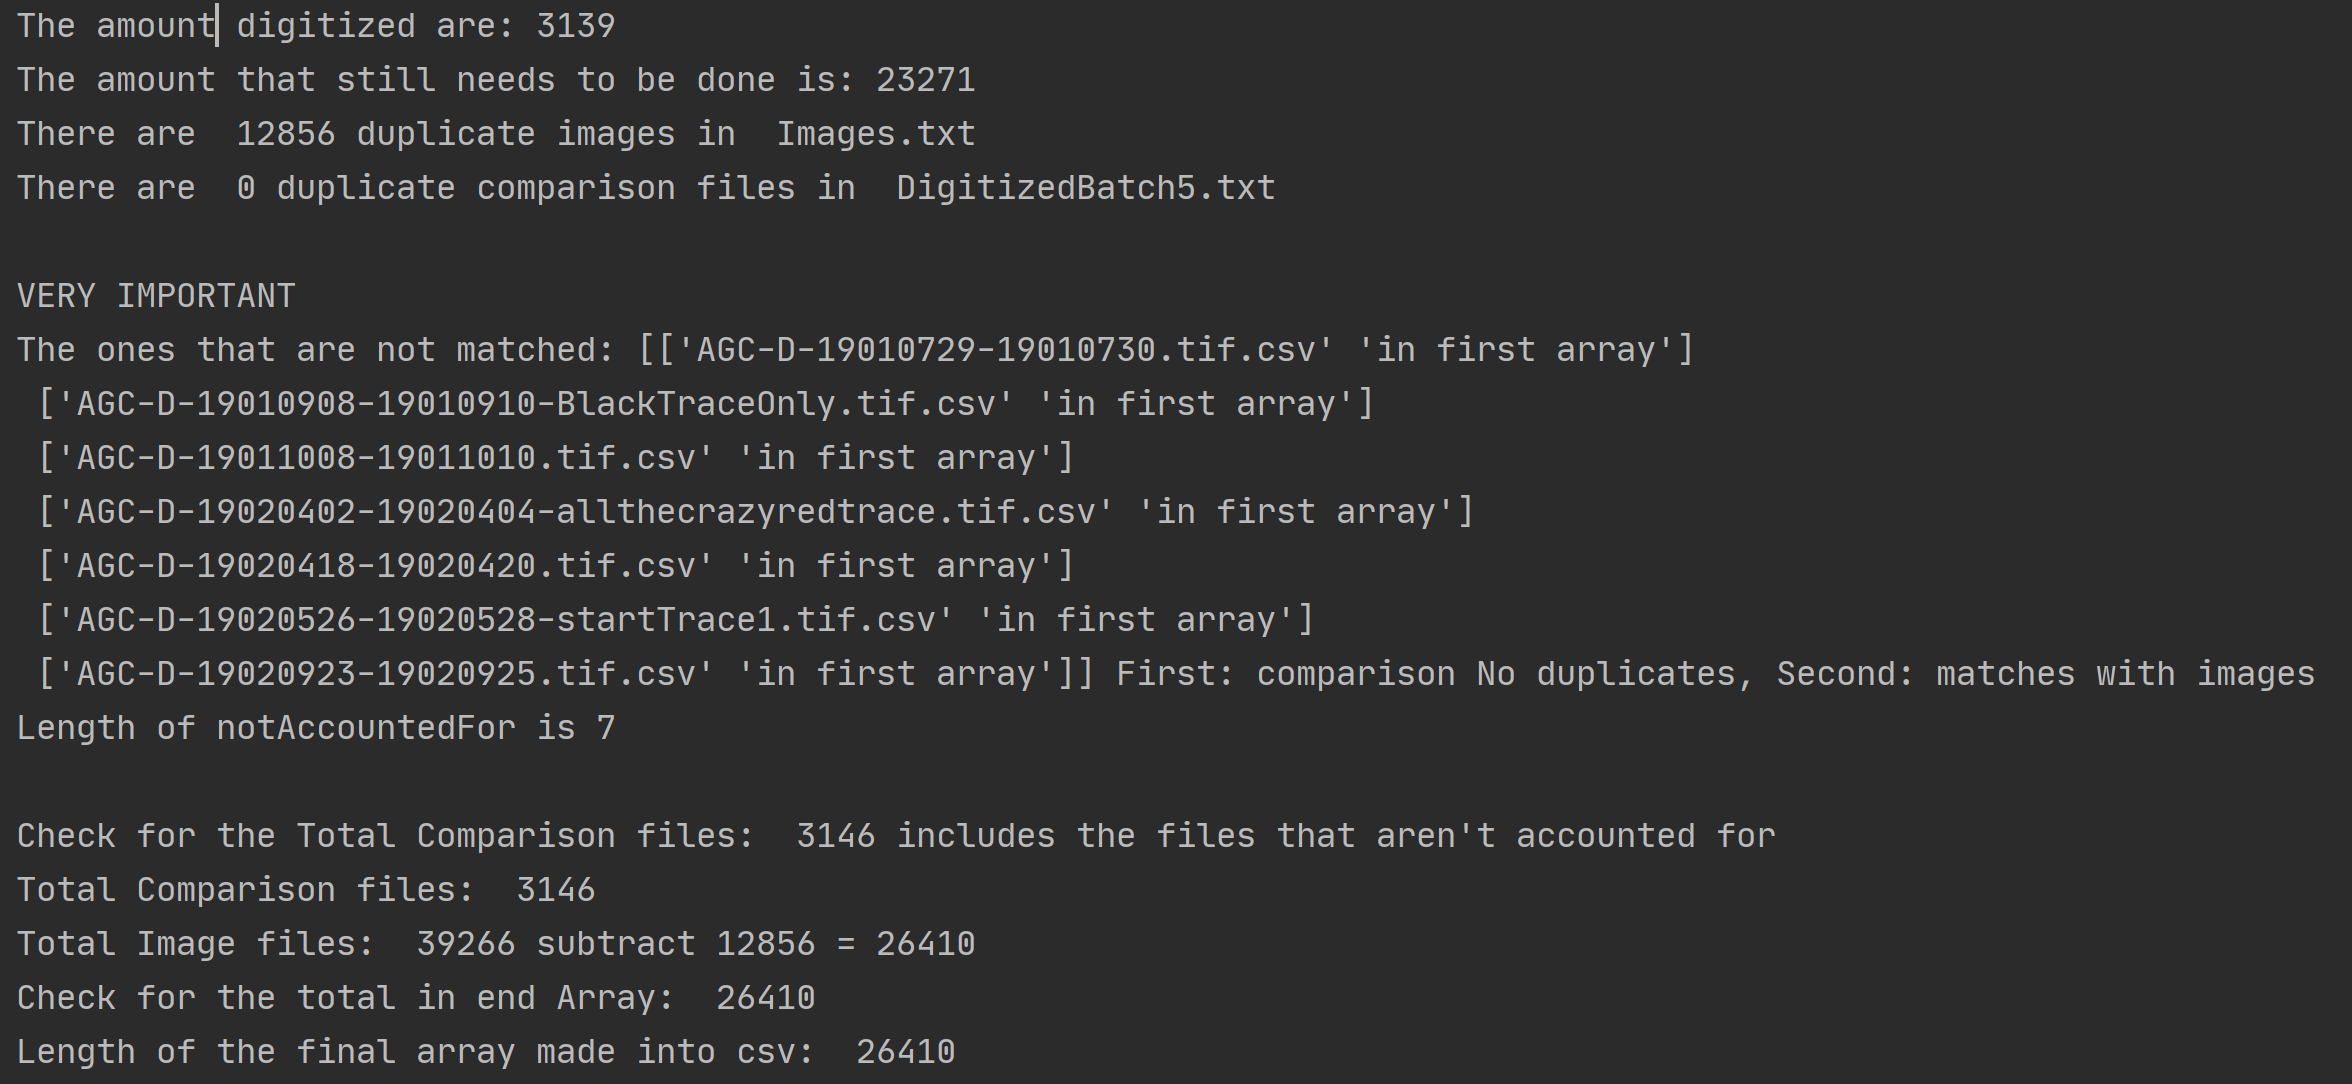 The amount digitized are: 3139
The amount that still needs to be done is: 23271
There are  12856 duplicate images in  Images.txt
There are  0 duplicate comparison files in  DigitizedBatch5.txt

VERY IMPORTANT
The ones that are not matched: [['AGC-D-19010729-19010730.tif.csv' 'in first array']
 ['AGC-D-19010908-19010910-BlackTraceOnly.tif.csv' 'in first array']
 ['AGC-D-19011008-19011010.tif.csv' 'in first array']
 ['AGC-D-19020402-19020404-allthecrazyredtrace.tif.csv' 'in first array']
 ['AGC-D-19020418-19020420.tif.csv' 'in first array']
 ['AGC-D-19020526-19020528-startTrace1.tif.csv' 'in first array']
 ['AGC-D-19020923-19020925.tif.csv' 'in first array']] First: comparison No duplicates, Second: matches with images
Length of notAccountedFor is 7

Check for the Total Comparison files:  3146 includes the files that aren't accounted for
Total Comparison files:  3146
Total Image files:  39266 subtract 12856 = 26410
Check for the total in end Array:  26410
Length of the final array made into csv:  26410